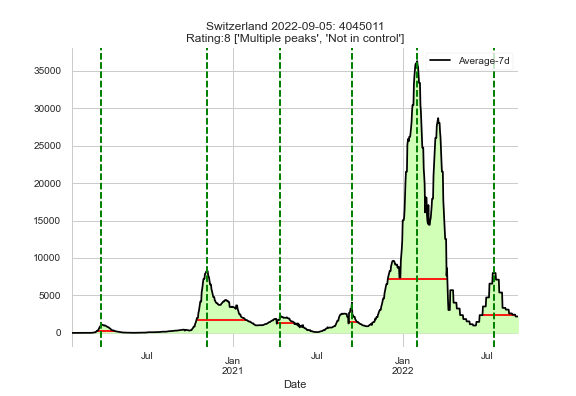 Switzerland 2022-09-05: 4045011
Rating:8 ['Multiple peaks', 'Not in control']
Average-7d
35000
30000
25000
20000
15000
10000
5000
0
Jul
Jan
2021
Jul
Jan
2022
Jul
Date